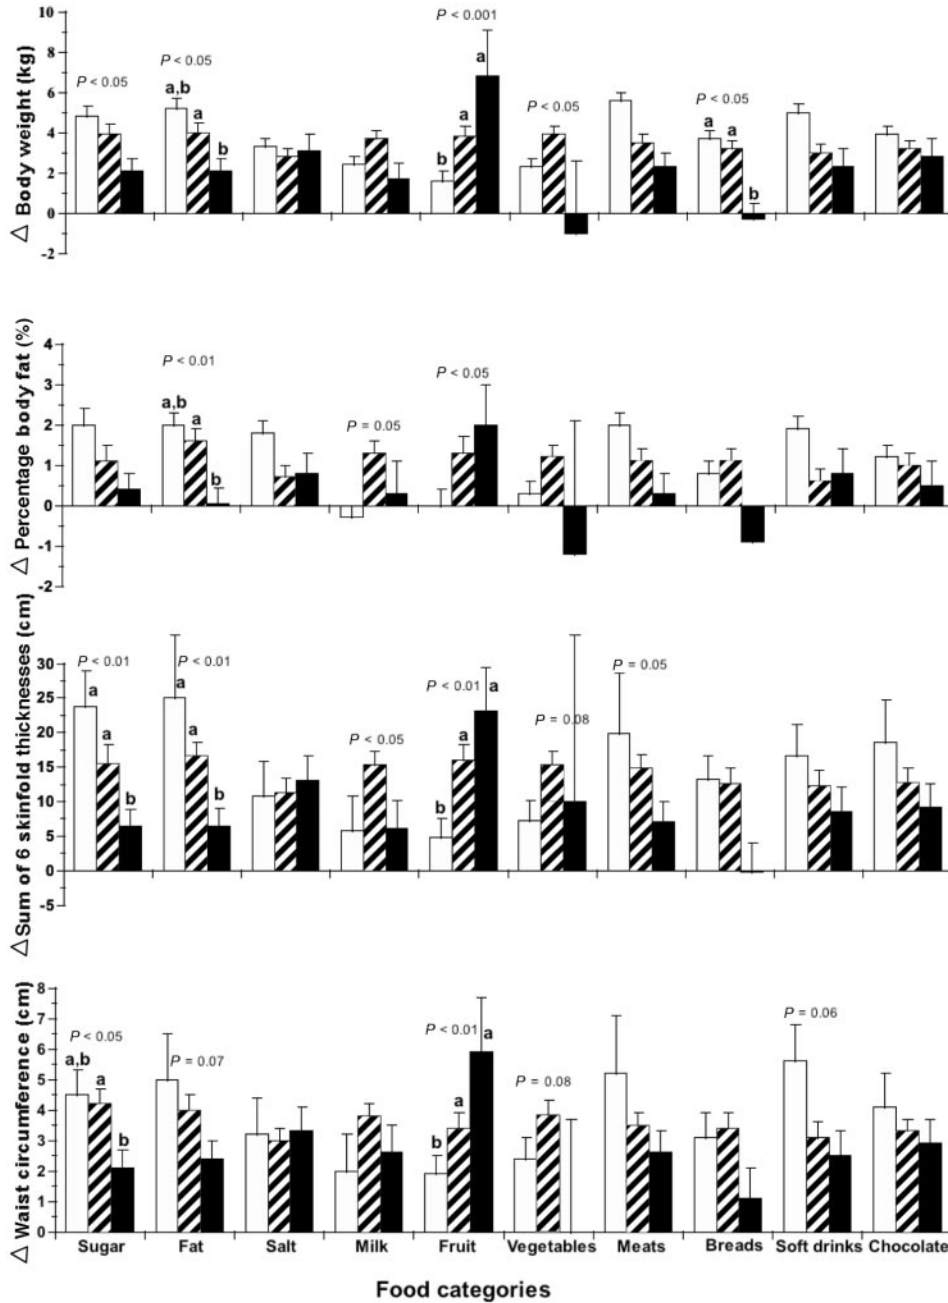 Δ Body weight (kg)
10
8
6
4
2
0
-2
P < 0.05
P < 0.05
a,b
a
b
P < 0.001
b
a
a
P < 0.05
P < 0.05
a
a
b
Δ Percentage body fat (%)
4
3
2
1
0
-1
-2
P < 0.01
a,b
a
b
P = 0.05
P < 0.05
Δ Sum of 6 skinfold thicknesses (cm)
30
25
20
15
10
5
0
-5
P < 0.01
a
a
b
P < 0.01
a
a
b
P < 0.05
P < 0.01
b
a
a
P = 0.08
P = 0.05
Δ Waist circumference (cm)
8
7
6
5
4
3
2
1
0
P < 0.05
a,b
a
b
P = 0.07
P < 0.01
b
a
a
P = 0.08
P = 0.06
Sugar Fat Salt Milk Fruit Vegetables Meats Breads Soft drinks Chocolate
Food categories